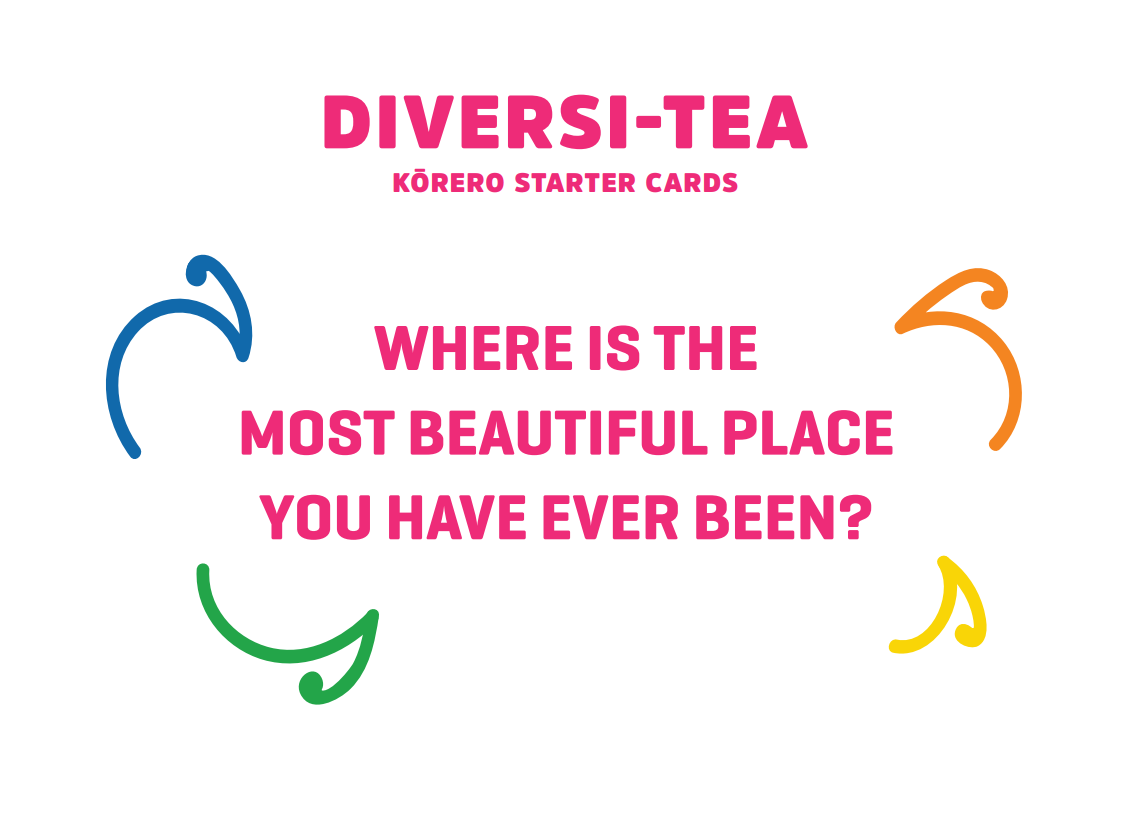 DIVERSI-TEA
KŌRERO STARTER CARDS
WHERE IS THE
MOST BEAUTIFUL PLACE
YOU HAVE EVER BEEN?